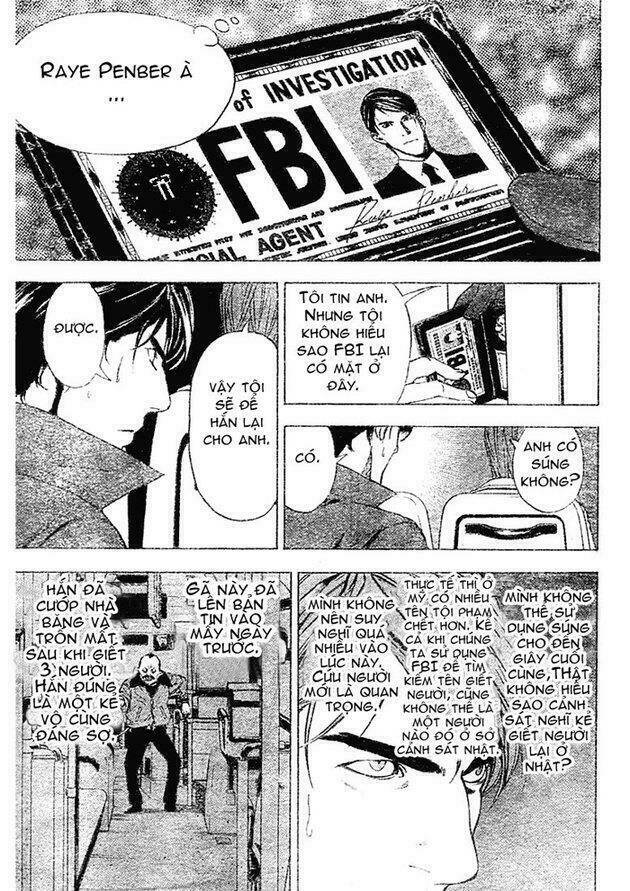 RAYE PENBER À
...
OF INVESTIGATION
FBI
Raye Penber
CIAL AGENT
TÔI TIN ANH.
NHƯNG TÔI
KHÔNG HIỂU
SAO FBI LẠI
CÓ MẶT Ở
ĐÂY.
FBI
VẬY TÔI
SẼ ĐỂ
HẮN LẠI
CHO ANH.
ĐƯỢC.
ANH CÓ
SÚNG
KHÔNG?
CÓ.
MÌNH KHÔNG
THỂ SỬ
DỤNG SÚNG
CHO ĐẾN
GIÂY CUỐI
CÙNG, THẬT
KHÔNG HIỂU
SAO CẢNH
SÁT NGHĨ KẺ
GIẾT NGƯỜI
LẠI Ở
NHẬT?
THỰC TẾ THÌ Ở
MỸ CÓ NHIỀU
TÊN TỘI PHẠM
CHẾT HƠN. KỂ
CẢ KHI CHÚNG
TA SỬ DỤNG
FBI ĐỂ TÌM
KIẾM TÊN GIẾT
NGƯỜI, CŨNG
KHÔNG THỂ LÀ
MỘT NGƯỜI
NÀO ĐÓ Ở SỞ
CẢNH SÁT NHẬT.
MÌNH KHÔNG
NÊN SUY
NGHĨ QUÁ
NHIỀU VÀO
LÚC NÀY.
CỨU NGƯỜI
MỚI LÀ QUAN
TRỌNG.
GÃ NÀY ĐÃ
LÊN BẢN
TIN VÀO
MẤY NGÀY
TRƯỚC.
HẮN ĐÃ
CƯỚP NHÀ
BĂNG VÀ
TRỐN MẤT
SAU KHI GIẾT
3 NGƯỜI.
HẮN ĐÚNG
LÀ MỘT KẺ
VÔ CÙNG
ĐÁNG SỢ.